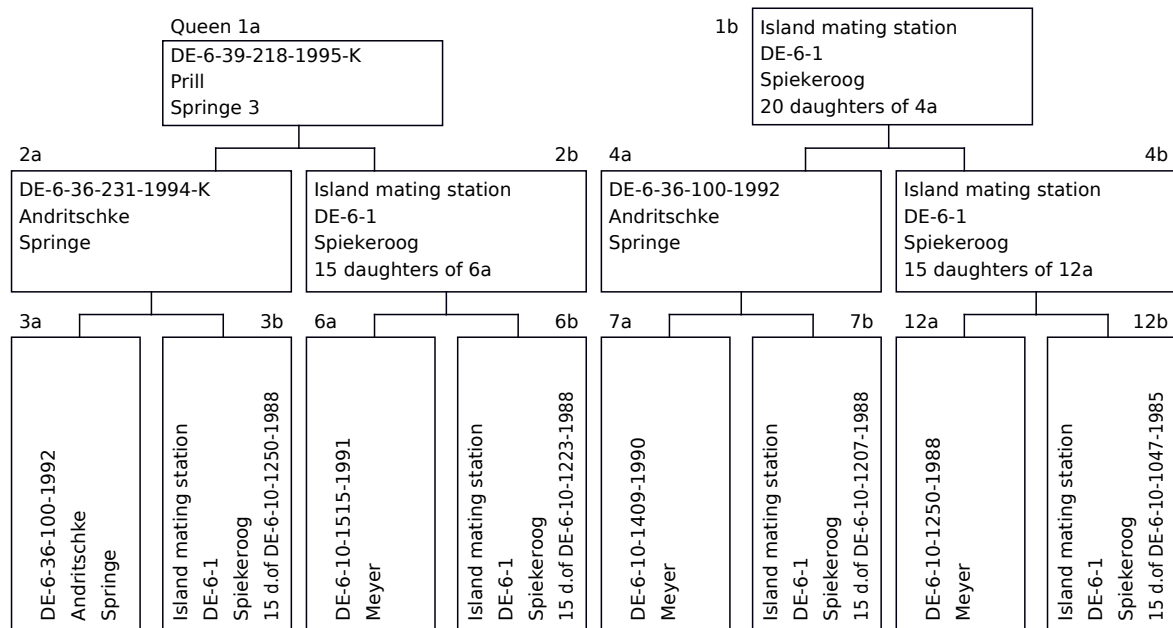 Queen 1a
DE-6-39-218-1995-K
Prill
Springe 3
1b
Island mating station
DE-6-1
Spiekeroog
20 daughters of 4a
2a
DE-6-36-231-1994-K
Andritschke
Springe
2b
Island mating station
DE-6-1
Spiekeroog
15 daughters of 6a
4a
DE-6-36-100-1992
Andritschke
Springe
4b
Island mating station
DE-6-1
Spiekeroog
15 daughters of 12a
3a
DE-6-36-100-1992
Andritschke
Springe
3b
Island mating station
DE-6-1
Spiekeroog
15 d.of DE-6-10-1250-1988
6a
DE-6-10-1515-1991
Meyer
6b
Island mating station
DE-6-1
Spiekeroog
15 d.of DE-6-10-1223-1988
7a
DE-6-10-1409-1990
Meyer
7b
Island mating station
DE-6-1
Spiekeroog
15 d.of DE-6-10-1207-1988
12a
DE-6-10-1250-1988
Meyer
12b
Island mating station
DE-6-1
Spiekeroog
15 d.of DE-6-10-1047-1985